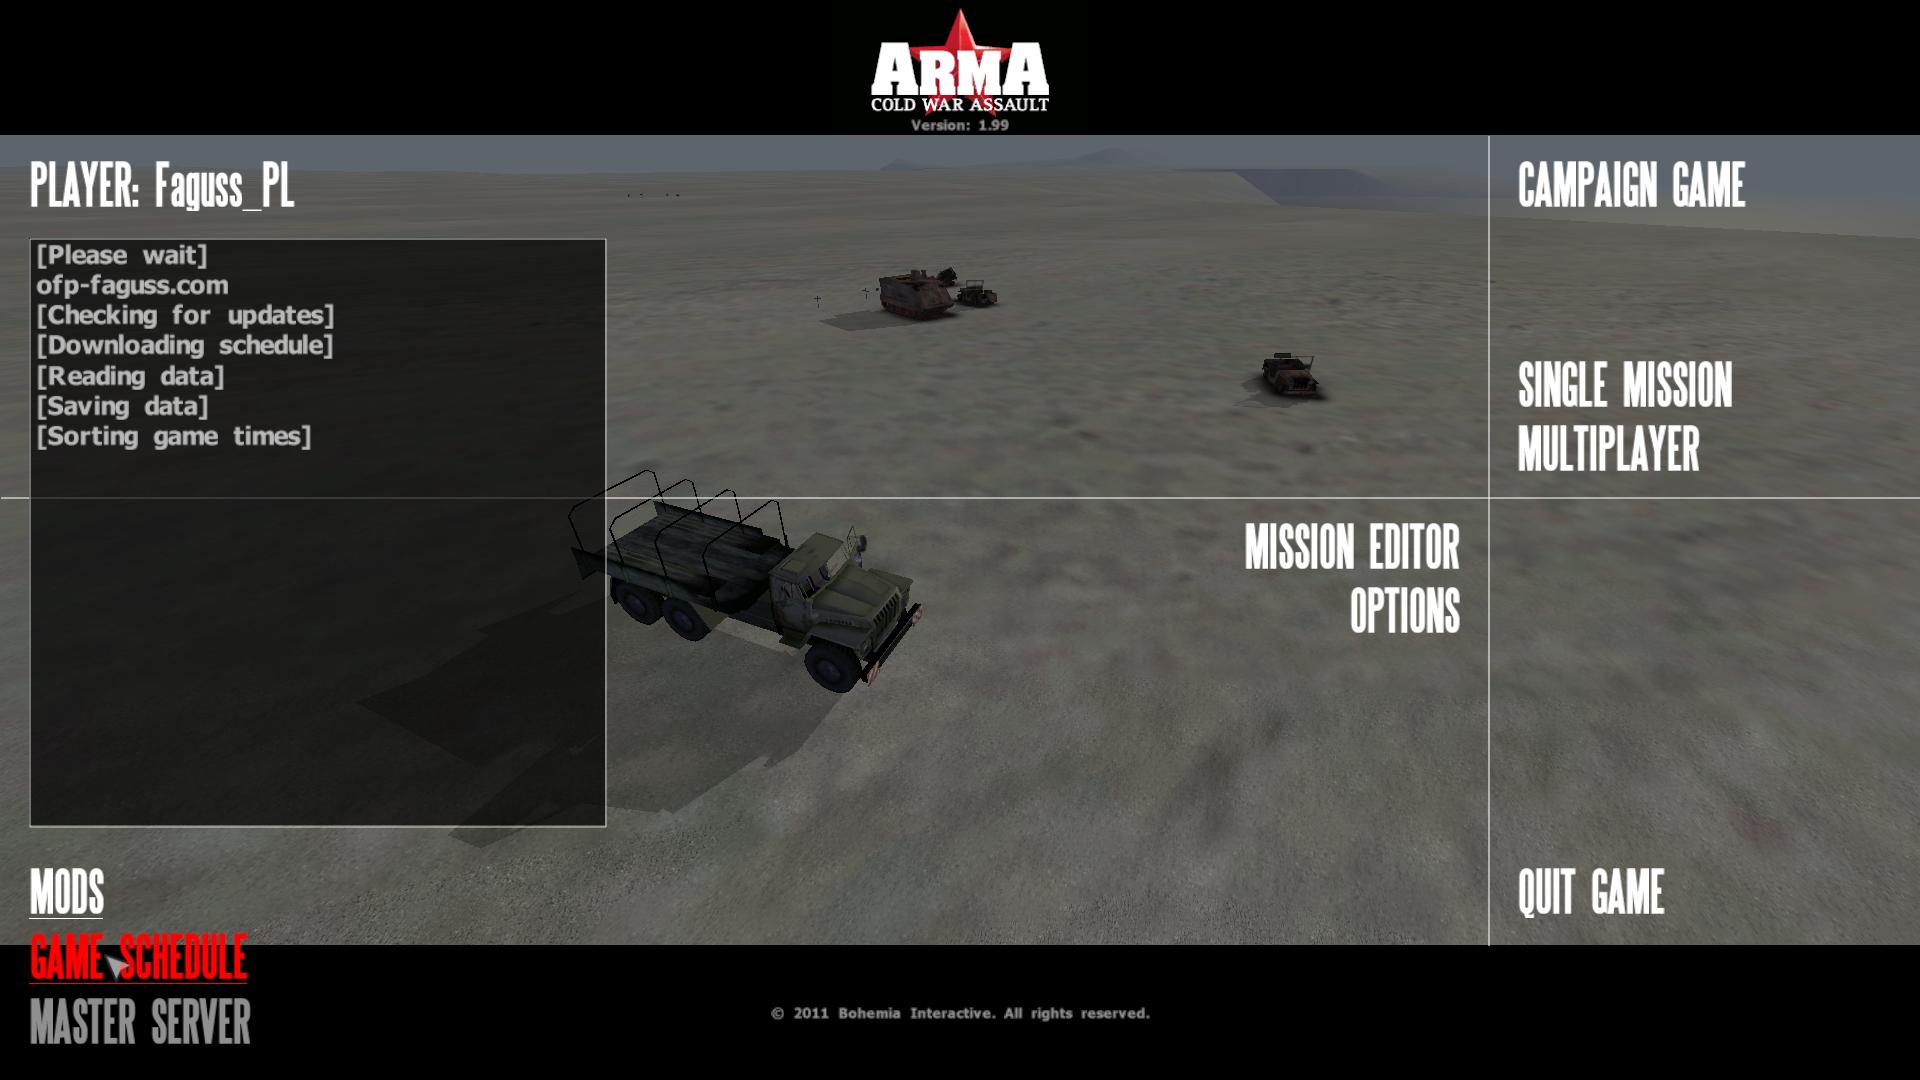 ARMA
COLD WAR ASSAULT
Version: 1.99
PLAYER: Faguss_PL
[Please wait]
ofp-faguss.com
[Checking for updates]
[Downloading schedule]
[Reading data]
[Saving data]
[Sorting game times]
CAMPAIGN GAME
SINGLE MISSION
MULTIPLAYER
MISSION EDITOR
OPTIONS
MODS
GAME SCHEDULE
MASTER SERVER
QUIT GAME
© 2011 Bohemia Interactive. All rights reserved.